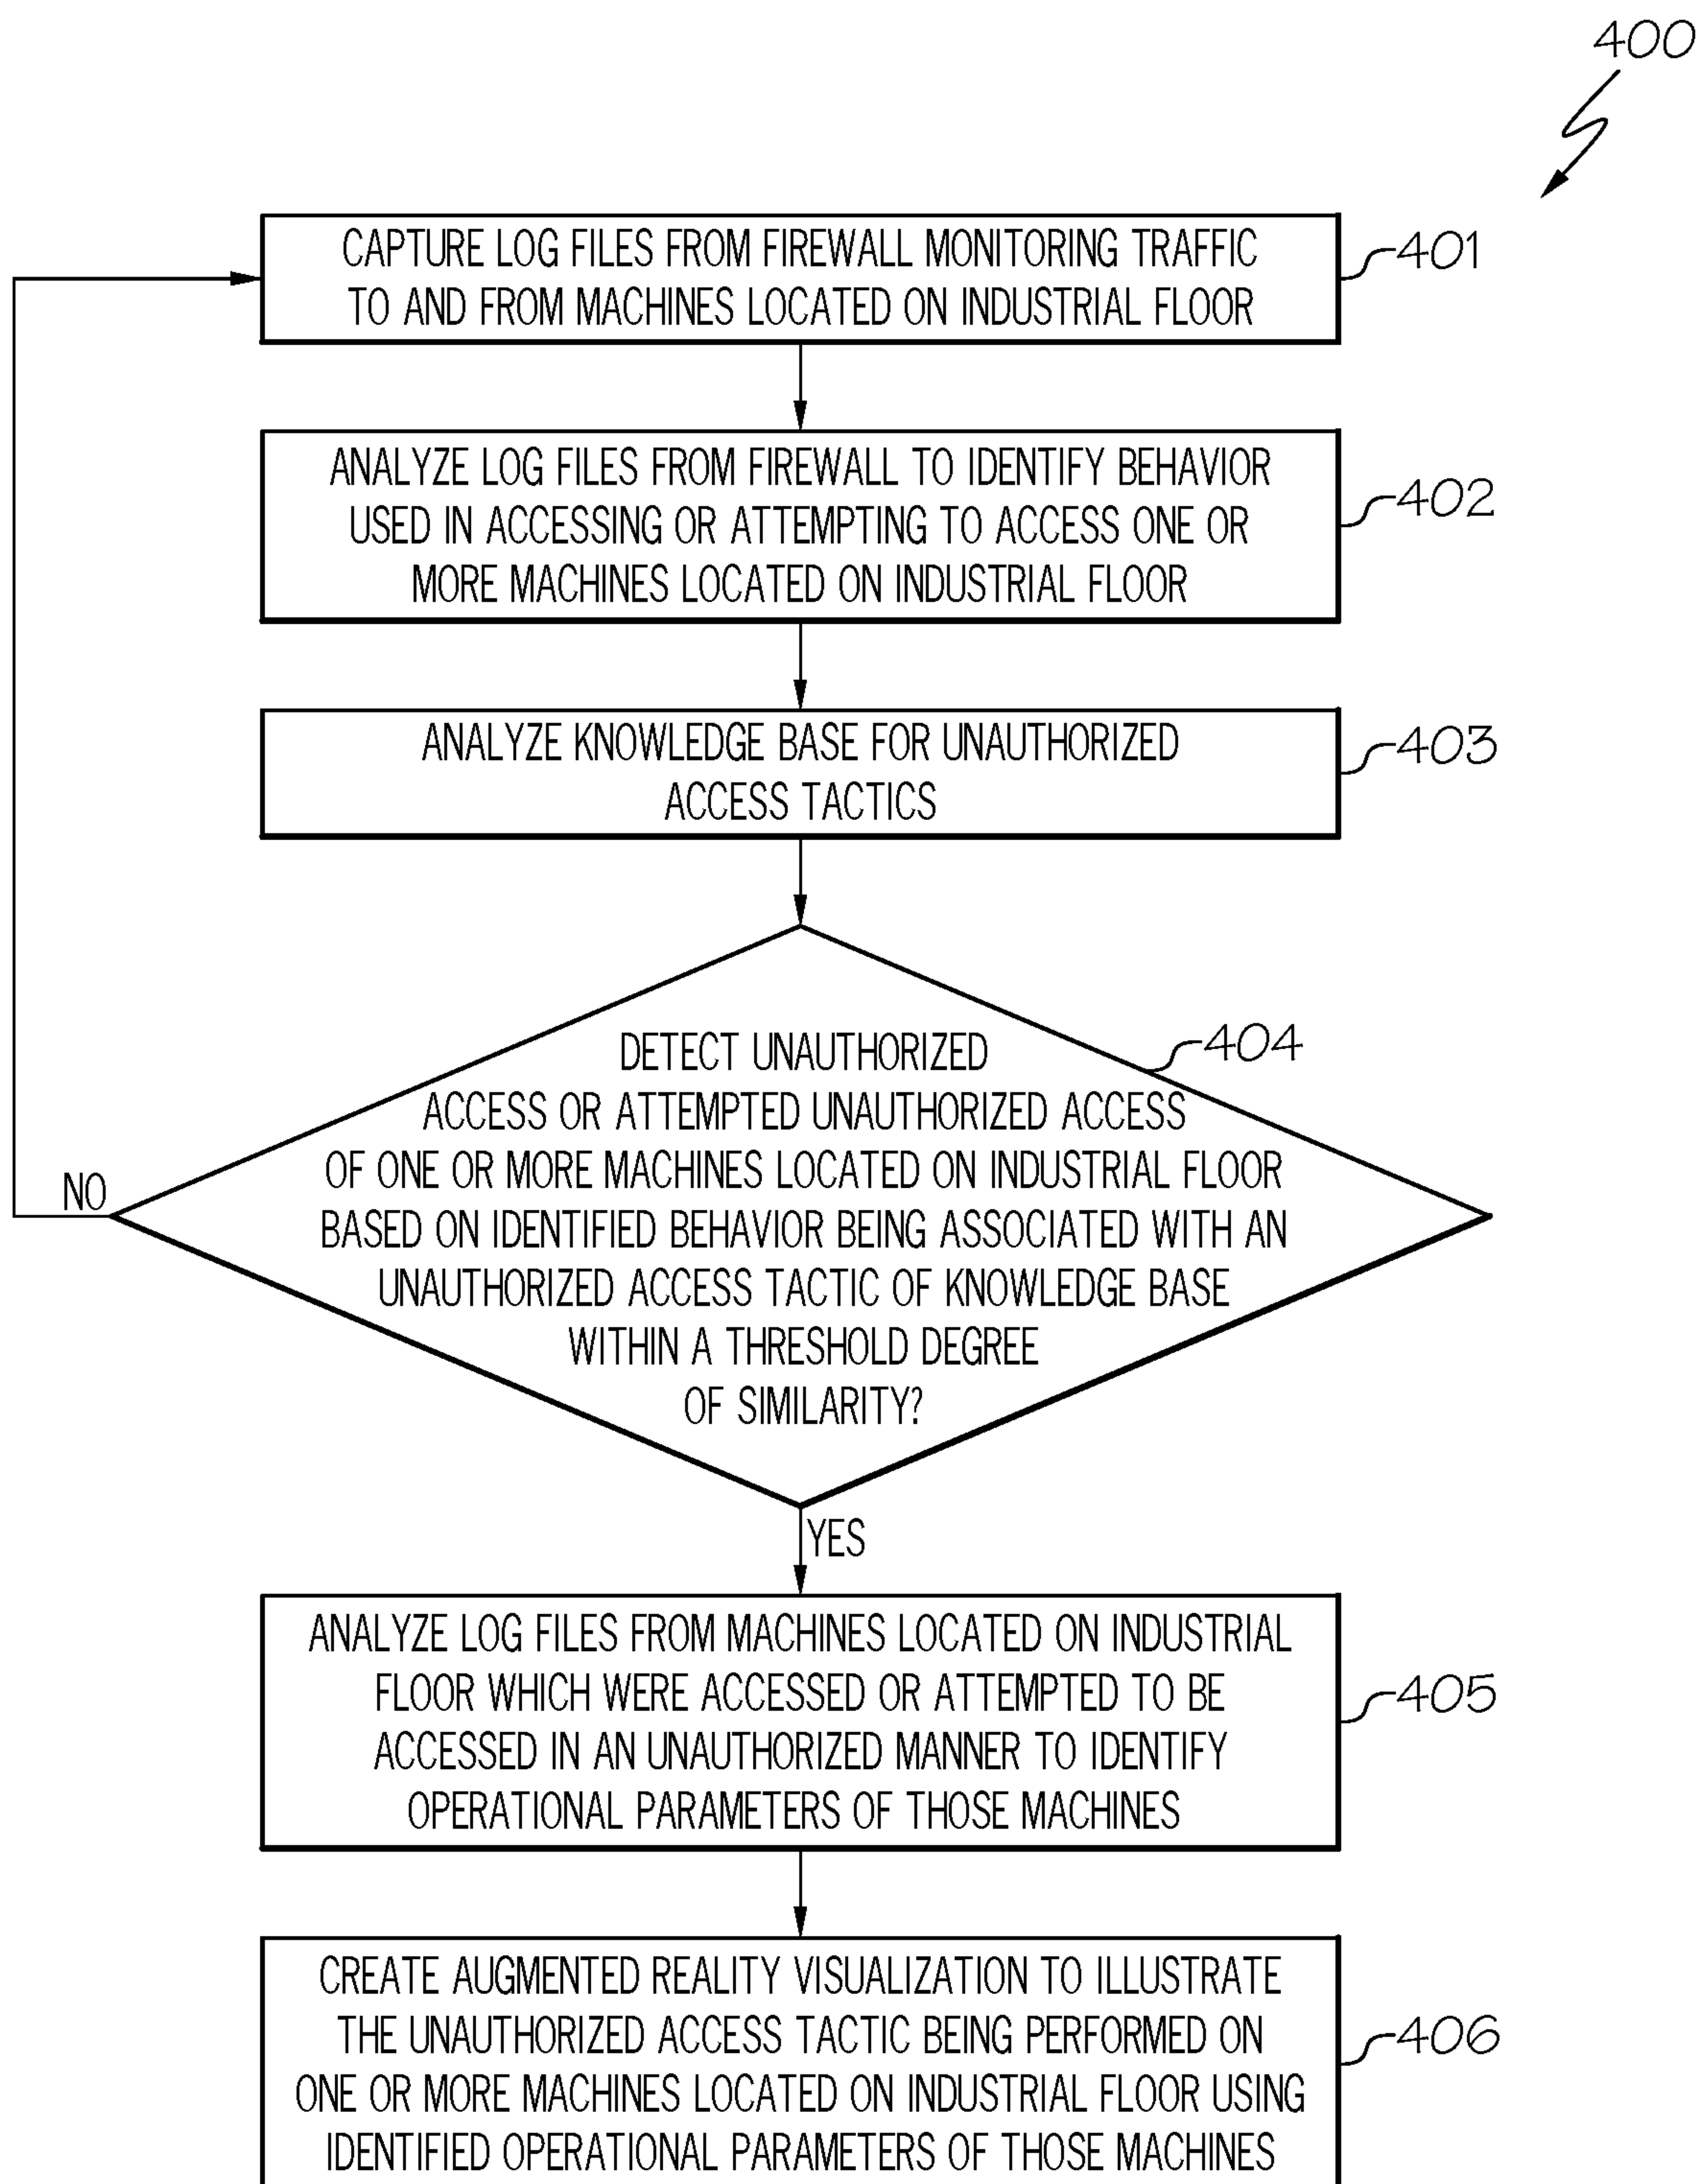 400
CAPTURE LOG FILES FROM FIREWALL MONITORING TRAFFIC
TO AND FROM MACHINES LOCATED ON INDUSTRIAL FLOOR
401
ANALYZE LOG FILES FROM FIREWALL TO IDENTIFY BEHAVIOR
USED IN ACCESSING OR ATTEMPTING TO ACCESS ONE OR
MORE MACHINES LOCATED ON INDUSTRIAL FLOOR
402
ANALYZE KNOWLEDGE BASE FOR UNAUTHORIZED
ACCESS TACTICS
403
DETECT UNAUTHORIZED
ACCESS OR ATTEMPTED UNAUTHORIZED ACCESS
OF ONE OR MORE MACHINES LOCATED ON INDUSTRIAL FLOOR
BASED ON IDENTIFIED BEHAVIOR BEING ASSOCIATED WITH AN
UNAUTHORIZED ACCESS TACTIC OF KNOWLEDGE BASE
WITHIN A THRESHOLD DEGREE
OF SIMILARITY?
404
NO
YES
ANALYZE LOG FILES FROM MACHINES LOCATED ON INDUSTRIAL
FLOOR WHICH WERE ACCESSED OR ATTEMPTED TO BE
ACCESSED IN AN UNAUTHORIZED MANNER TO IDENTIFY
OPERATIONAL PARAMETERS OF THOSE MACHINES
405
CREATE AUGMENTED REALITY VISUALIZATION TO ILLUSTRATE
THE UNAUTHORIZED ACCESS TACTIC BEING PERFORMED ON
ONE OR MORE MACHINES LOCATED ON INDUSTRIAL FLOOR USING
IDENTIFIED OPERATIONAL PARAMETERS OF THOSE MACHINES
406